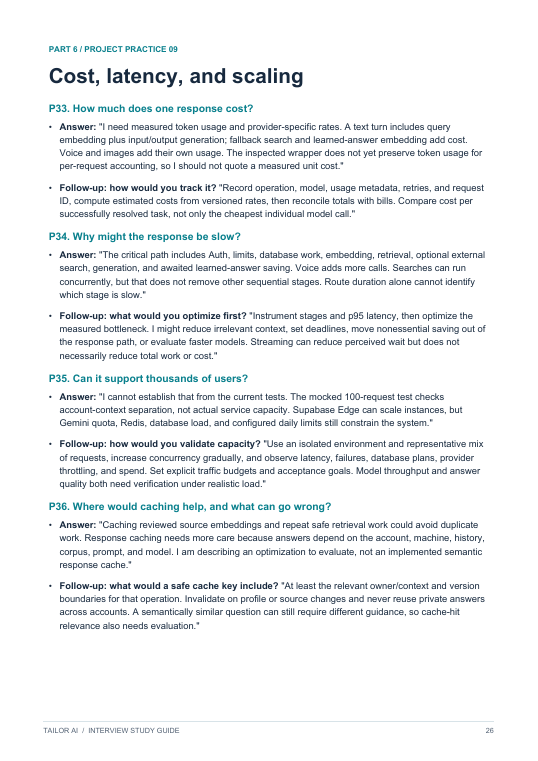 PART 6 / PROJECT PRACTICE 09
Cost, latency, and scaling
P33. How much does one response cost?
• Answer: "I need measured token usage and provider-specific rates. A text turn includes query
embedding plus input/output generation; fallback search and learned-answer embedding add cost.
Voice and images add their own usage. The inspected wrapper does not yet preserve token usage for
per-request accounting, so I should not quote a measured unit cost."
• Follow-up: how would you track it? "Record operation, model, usage metadata, retries, and request
ID, compute estimated costs from versioned rates, then reconcile totals with bills. Compare cost per
successfully resolved task, not only the cheapest individual model call."
P34. Why might the response be slow?
• Answer: "The critical path includes Auth, limits, database work, embedding, retrieval, optional external
search, generation, and awaited learned-answer saving. Voice adds more calls. Searches can run
concurrently, but that does not remove other sequential stages. Route duration alone cannot identify
which stage is slow."
• Follow-up: what would you optimize first? "Instrument stages and p95 latency, then optimize the
measured bottleneck. I might reduce irrelevant context, set deadlines, move nonessential saving out of
the response path, or evaluate faster models. Streaming can reduce perceived wait but does not
necessarily reduce total work or cost."
P35. Can it support thousands of users?
• Answer: "I cannot establish that from the current tests. The mocked 100-request test checks
account-context separation, not actual service capacity. Supabase Edge can scale instances, but
Gemini quota, Redis, database load, and configured daily limits still constrain the system."
• Follow-up: how would you validate capacity? "Use an isolated environment and representative mix
of requests, increase concurrency gradually, and observe latency, failures, database plans, provider
throttling, and spend. Set explicit traffic budgets and acceptance goals. Model throughput and answer
quality both need verification under realistic load."
P36. Where would caching help, and what can go wrong?
• Answer: "Caching reviewed source embeddings and repeat safe retrieval work could avoid duplicate
work. Response caching needs more care because answers depend on the account, machine, history,
corpus, prompt, and model. I am describing an optimization to evaluate, not an implemented semantic
response cache."
• Follow-up: what would a safe cache key include? "At least the relevant owner/context and version
boundaries for that operation. Invalidate on profile or source changes and never reuse private answers
across accounts. A semantically similar question can still require different guidance, so cache-hit
relevance also needs evaluation."
TAILOR AI / INTERVIEW STUDY GUIDE 26